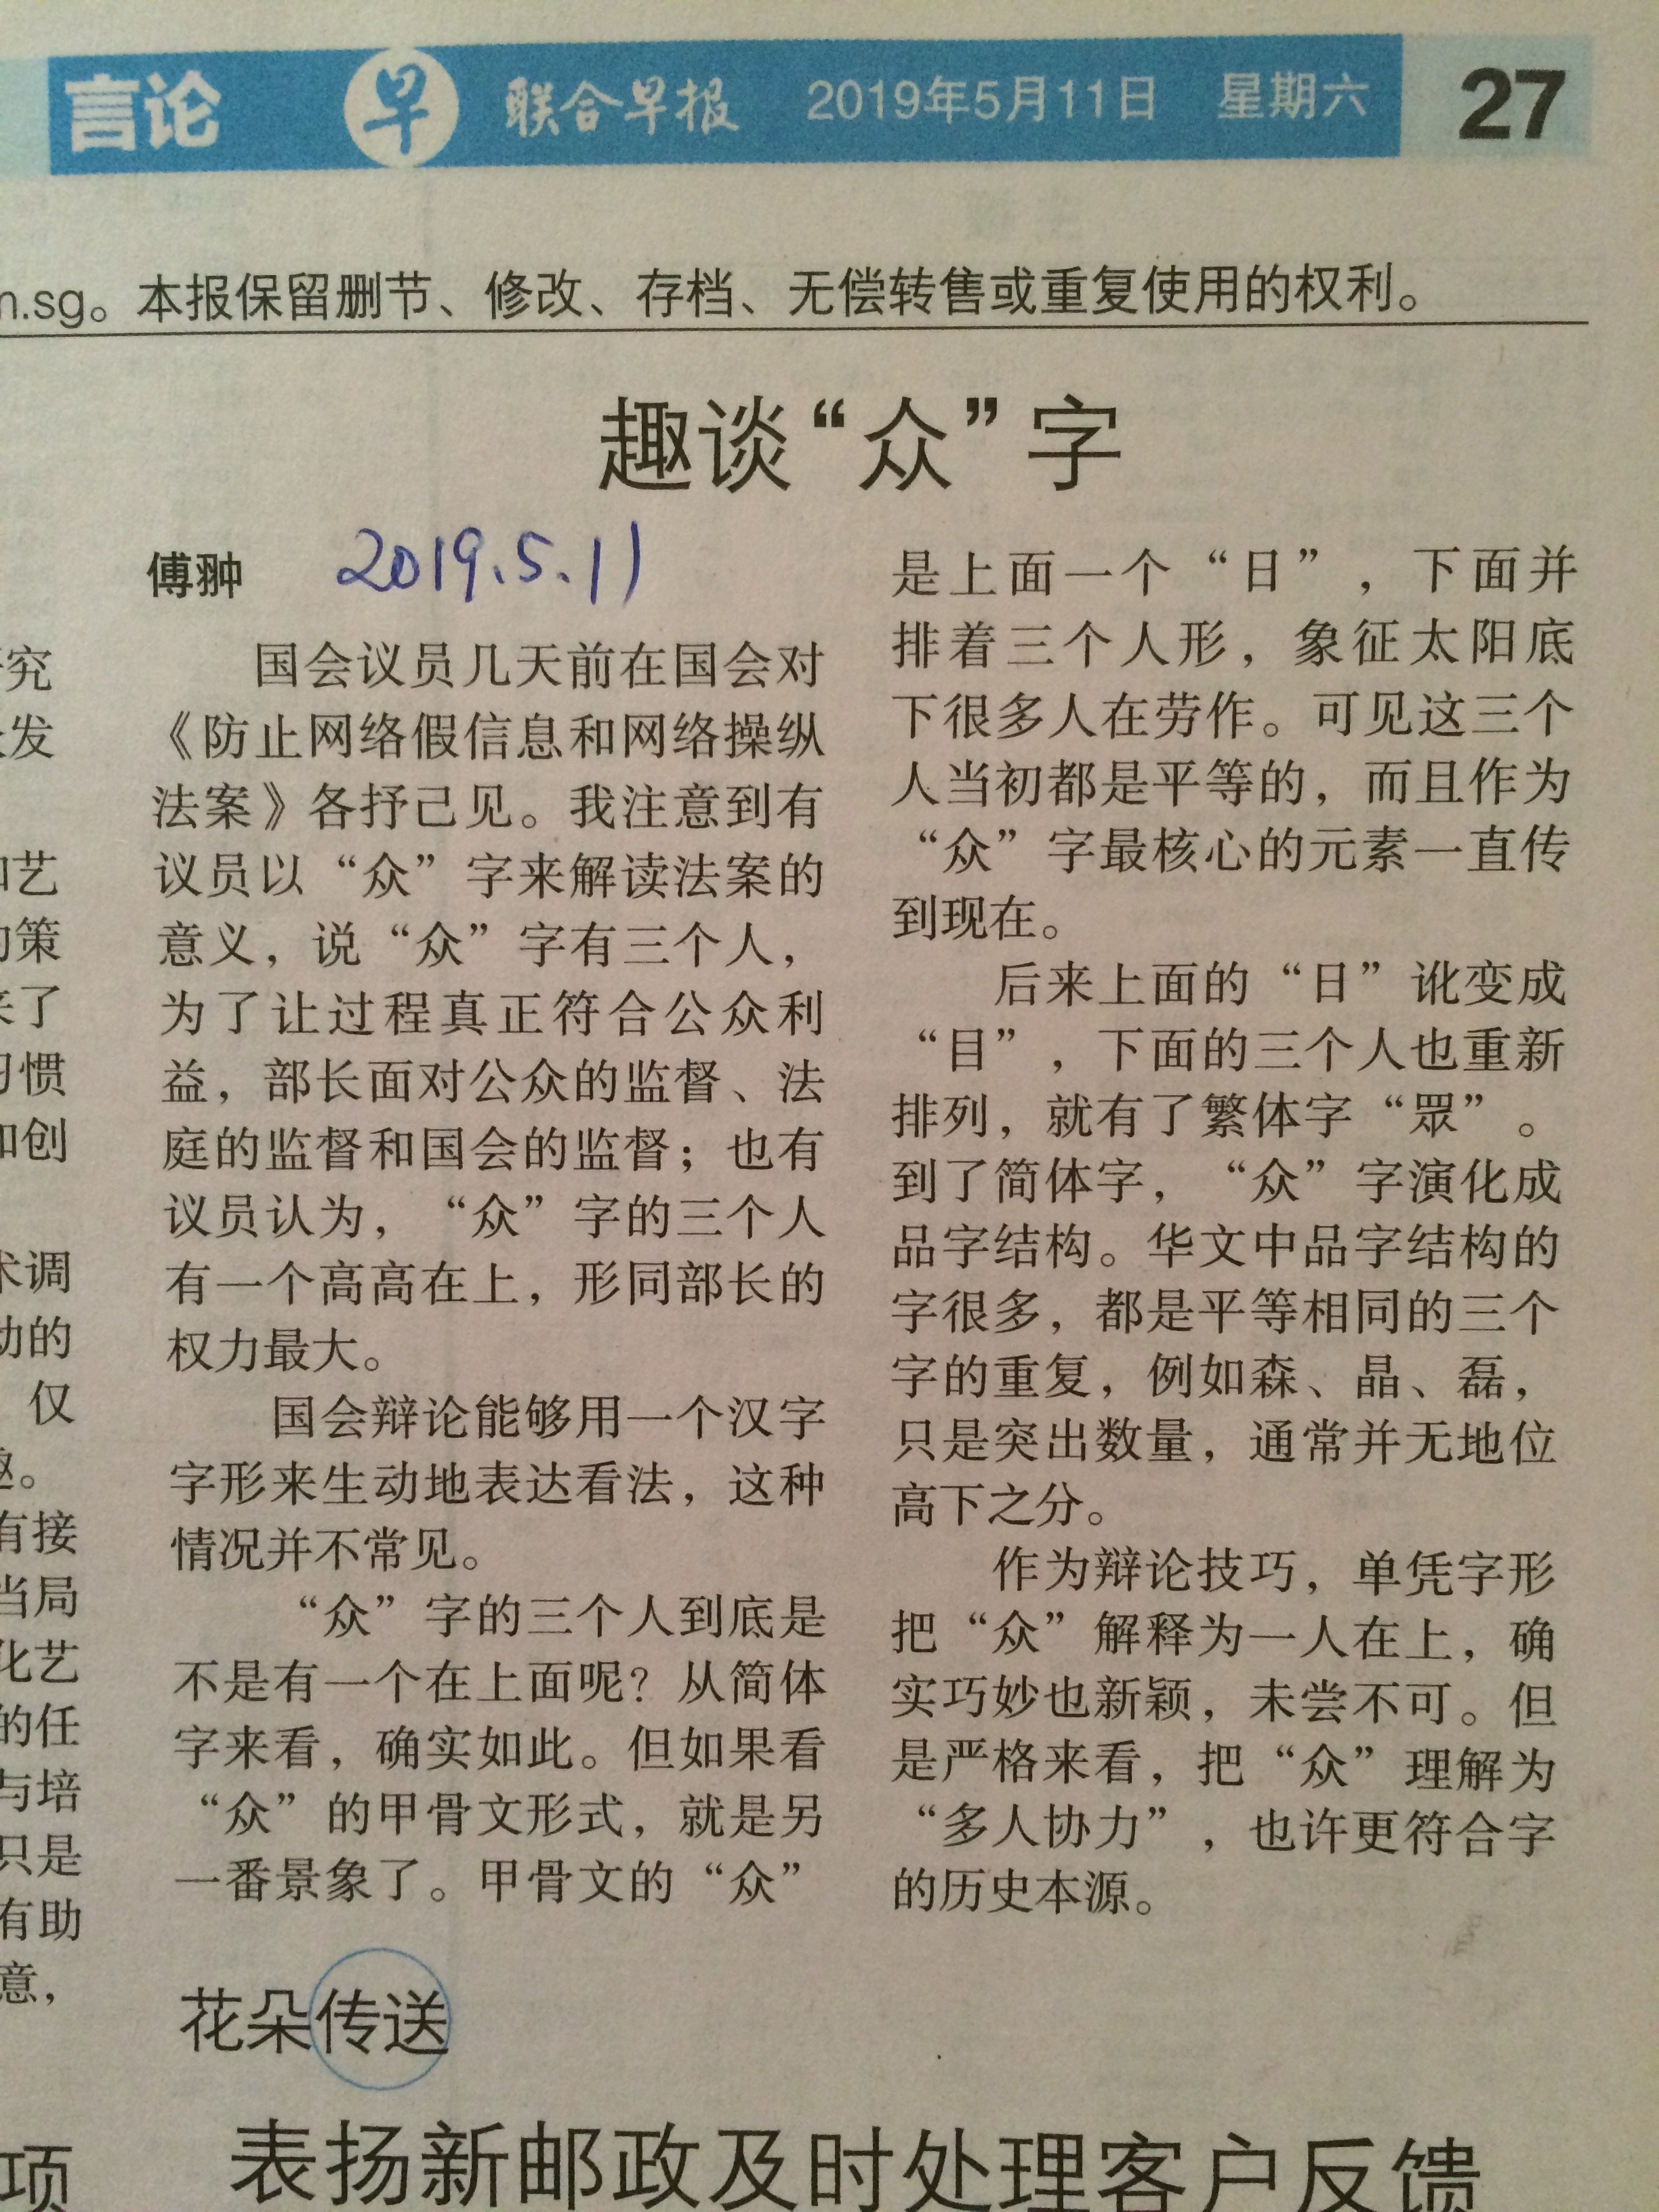 言论 早 联合早报 2019年5月11日 星期六 27
n.sg。本报保留删节、修改、存档、无偿转售或重复使用的权利。
趣谈“众”字
傅翀 2019.5.11
国会议员几天前在国会对
《防止网络假信息和网络操纵
法案》各抒己见。我注意到有
议员以“众”字来解读法案的
意义，说“众”字有三个人，
为了让过程真正符合公众利
益，部长面对公众的监督、法
庭的监督和国会的监督；也有
议员认为，“众”字的三个人
有一个高高在上，形同部长的
权力最大。
国会辩论能够用一个汉字
字形来生动地表达看法，这种
情况并不常见。
“众”字的三个人到底是
不是有一个在上面呢？从简体
字来看，确实如此。但如果看
“众”的甲骨文形式，就是另
一番景象了。甲骨文的“众”
是上面一个“日”，下面并
排着三个人形，象征太阳底
下很多人在劳作。可见这三个
人当初都是平等的，而且作为
“众”字最核心的元素一直传
到现在。
后来上面的“日”讹变成
“目”，下面的三个人也重新
排列，就有了繁体字“眾”。
到了简体字，“众”字演化成
品字结构。华文中品字结构的
字很多，都是平等相同的三个
字的重复，例如森、晶、磊，
只是突出数量，通常并无地位
高下之分。
作为辩论技巧，单凭字形
把“众”解释为一人在上，确
实巧妙也新颖，未尝不可。但
是严格来看，把“众”理解为
“多人协力”，也许更符合字
的历史本源。
究
发
艺
策
了
惯
创
调
的
仅
。
有接
当局
化艺
的任
与培
只是
有助
意，
项
花朵传送
表扬新邮政及时处理客户反馈